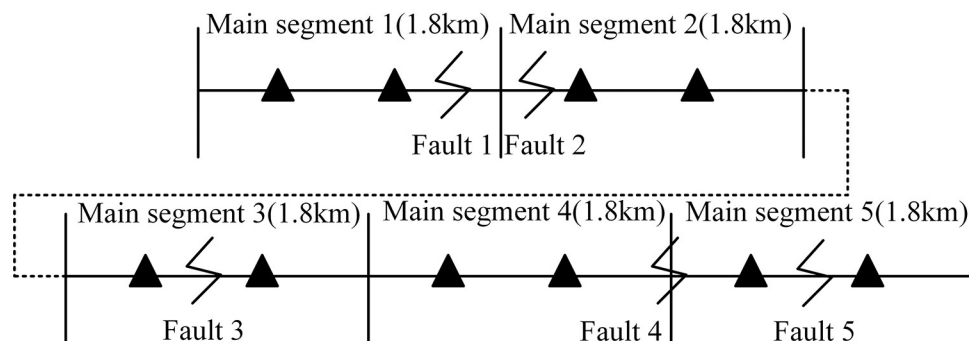 Main segment 1(1.8km) Main segment 2(1.8km)
Fault 1 Fault 2
Main segment 3(1.8km) Main segment 4(1.8km) Main segment 5(1.8km)
Fault 3 Fault 4 Fault 5